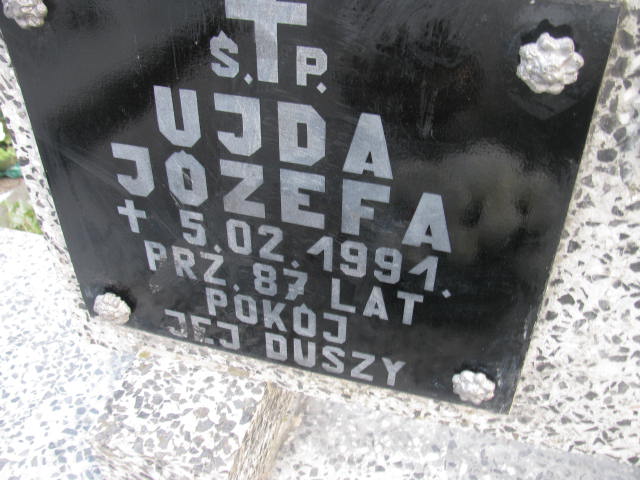 Ś. P.
UJDA
JÓZEFA
✝ 5.02.1991.
PRZ. 87 LAT
POKÓJ
JEJ DUSZY